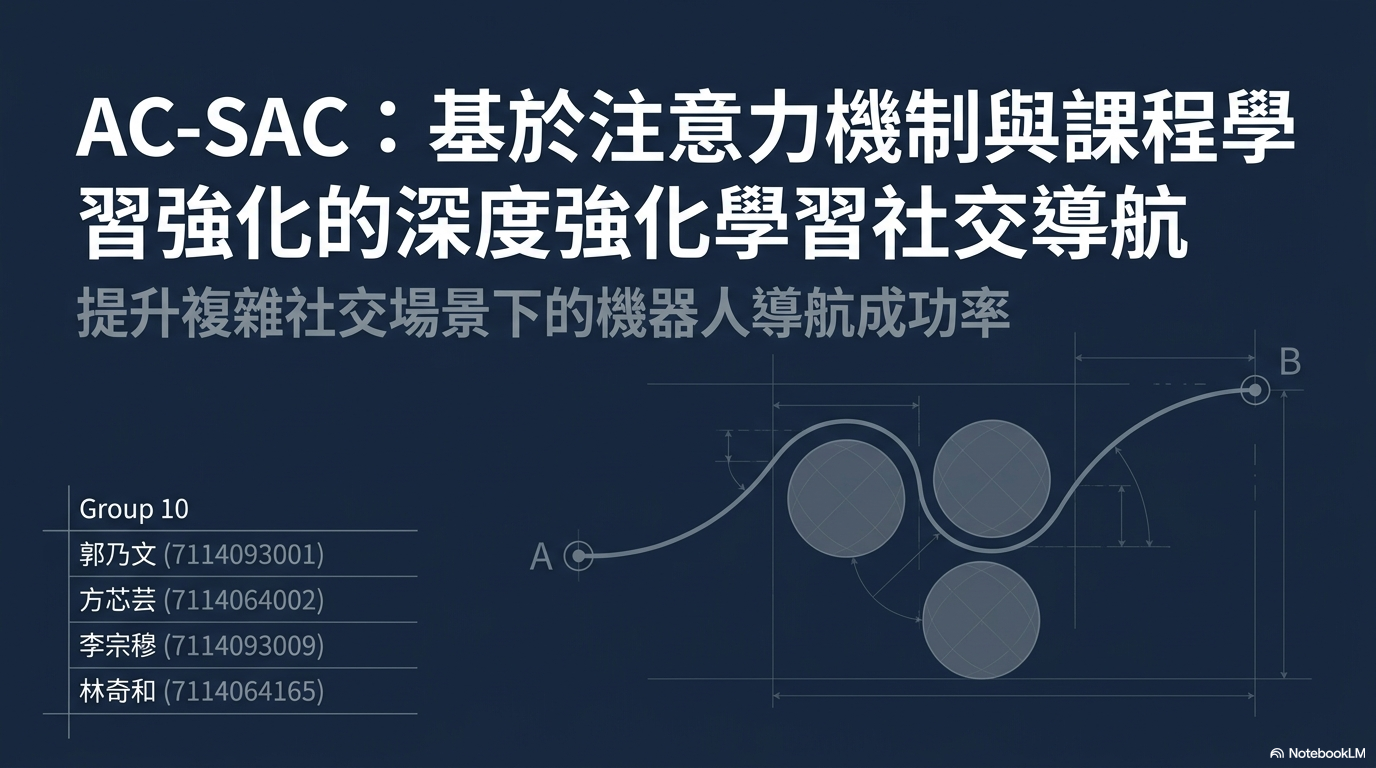 AC-SAC：基於注意力機制與課程學
習強化的深度強化學習社交導航
提升複雜社交場景下的機器人導航成功率
B
A
Group 10
郭乃文 (7114093001)
方芯芸 (7114064002)
李宗穆 (7114093009)
林奇和 (7114064165)
NotebookLM